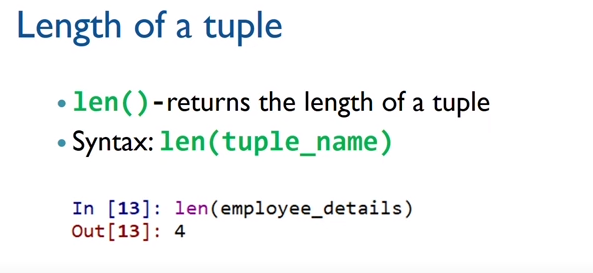 Length of a tuple
• len()-returns the length of a tuple
• Syntax: len(tuple_name)
In [13]: len(employee_details)
Out[13]: 4